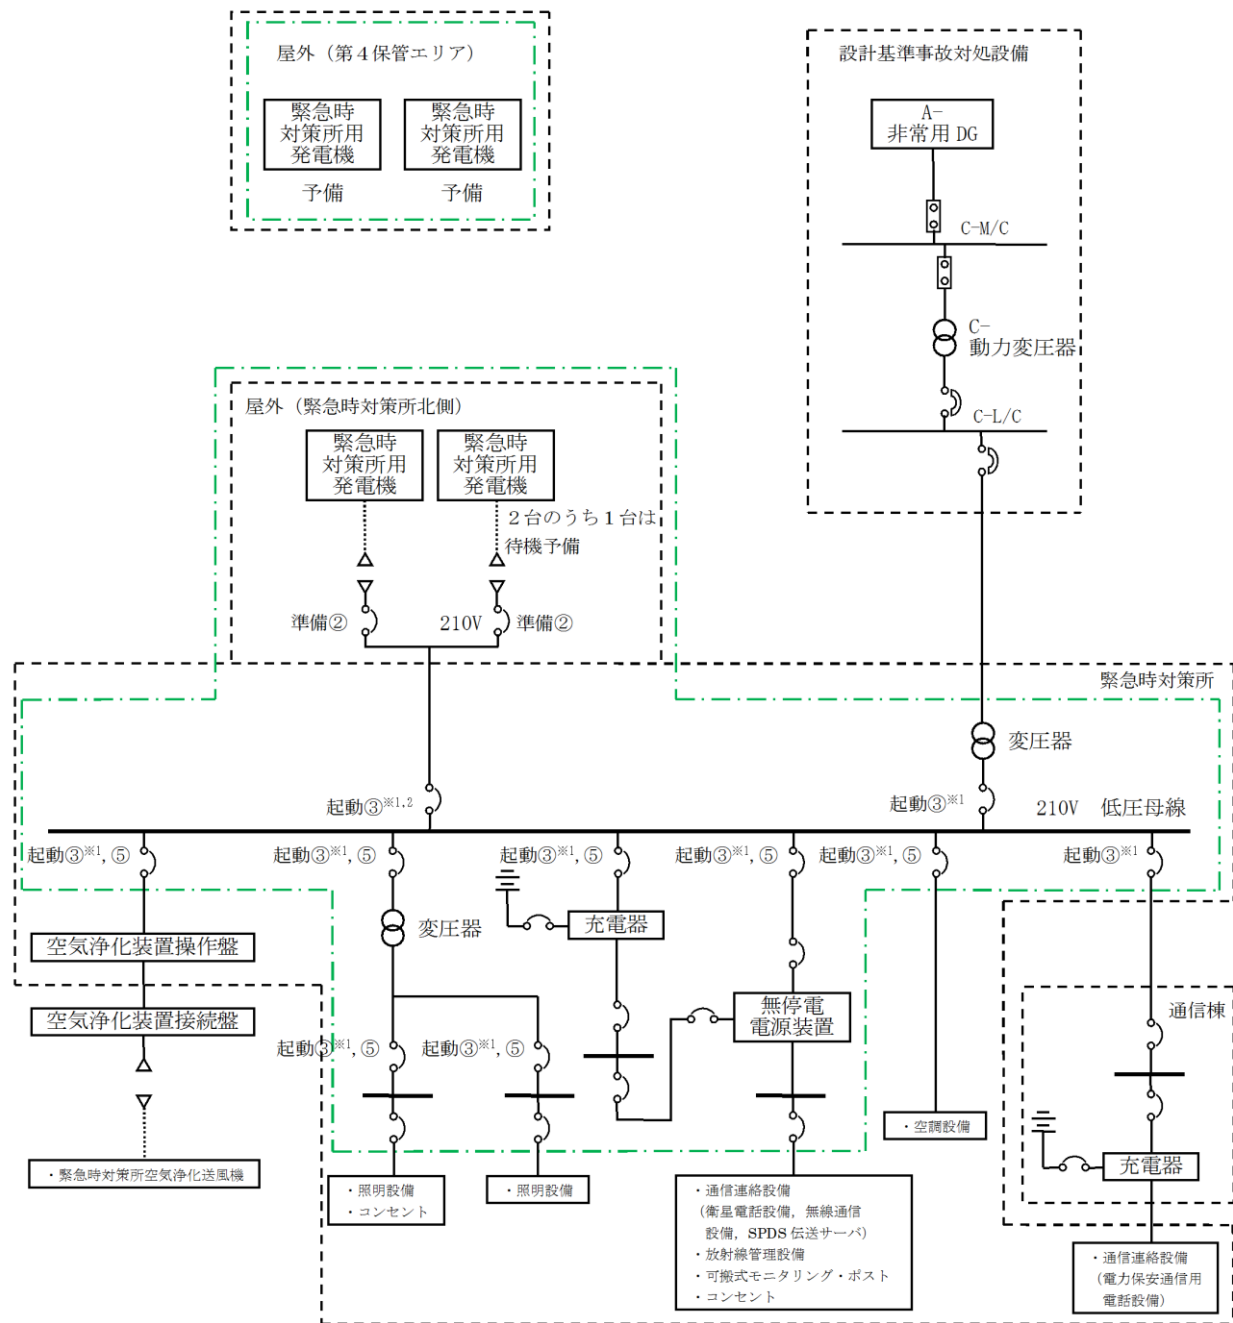 屋外（第４保管エリア）
緊急時
対策所用
発電機
予備
緊急時
対策所用
発電機
予備
設計基準事故対処設備
A-
非常用 DG
C-M/C
C-
動力変圧器
C-L/C
屋外（緊急時対策所北側）
緊急時
対策所用
発電機
緊急時
対策所用
発電機
２台のうち１台は
待機予備
準備②
210V
準備②
緊急時対策所
変圧器
起動③※1,2
起動③※1
210V 低圧母線
起動③※1, ⑤
起動③※1, ⑤
起動③※1, ⑤
起動③※1, ⑤
起動③※1, ⑤
起動③※1
変圧器
充電器
空気浄化装置操作盤
空気浄化装置接続盤
無停電
電源装置
通信棟
起動③※1, ⑤
起動③※1, ⑤
・空調設備
充電器
・緊急時対策所空気浄化送風機
・照明設備
・コンセント
・照明設備
・通信連絡設備
（衛星電話設備，無線通信
設備，SPDS 伝送サーバ）
・放射線管理設備
・可搬式モニタリング・ポスト
・コンセント
・通信連絡設備
（電力保安通信用
電話設備）